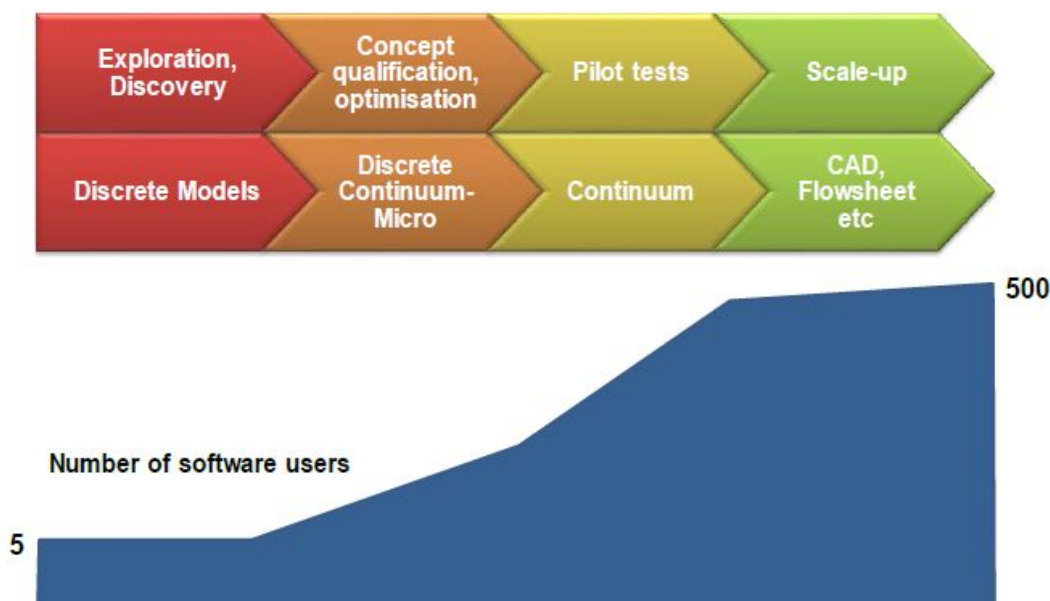 Exploration,
Discovery
Concept
qualification,
optimisation
Pilot tests
Scale-up
Discrete Models
Discrete
Continuum-
Micro
Continuum
CAD,
Flowsheet
etc
500
Number of software users
5